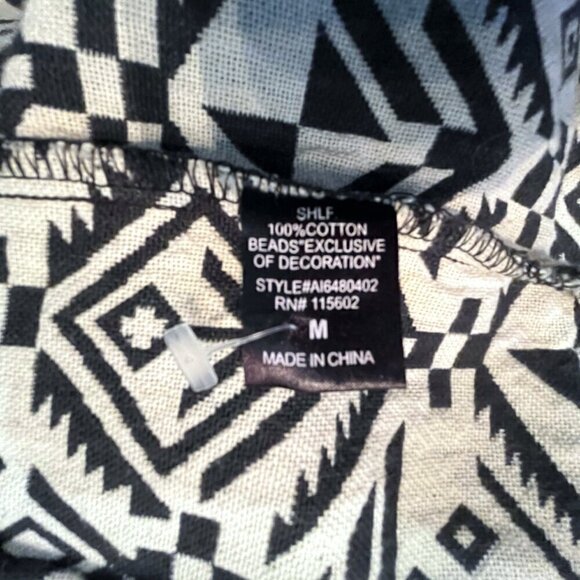 SHLF
100%COTTON
BEADS"EXCLUSIVE
OF DECORATION"
STYLE#AI6480402
RN# 115602
M
MADE IN CHINA